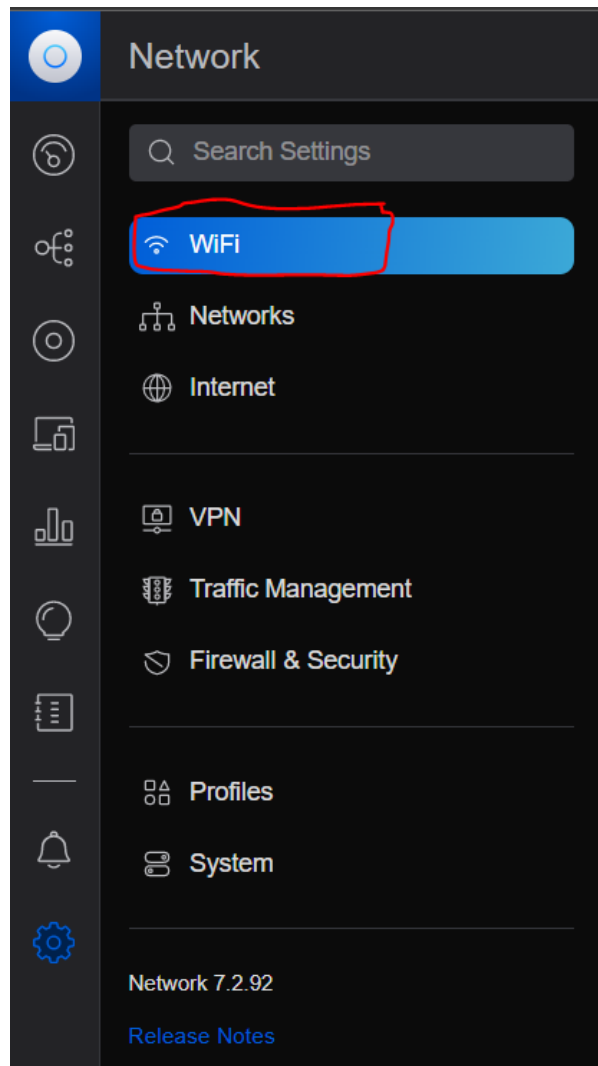 Network
Search Settings
WiFi
Networks
Internet
VPN
Traffic Management
Firewall & Security
Profiles
System
Network 7.2.92
Release Notes